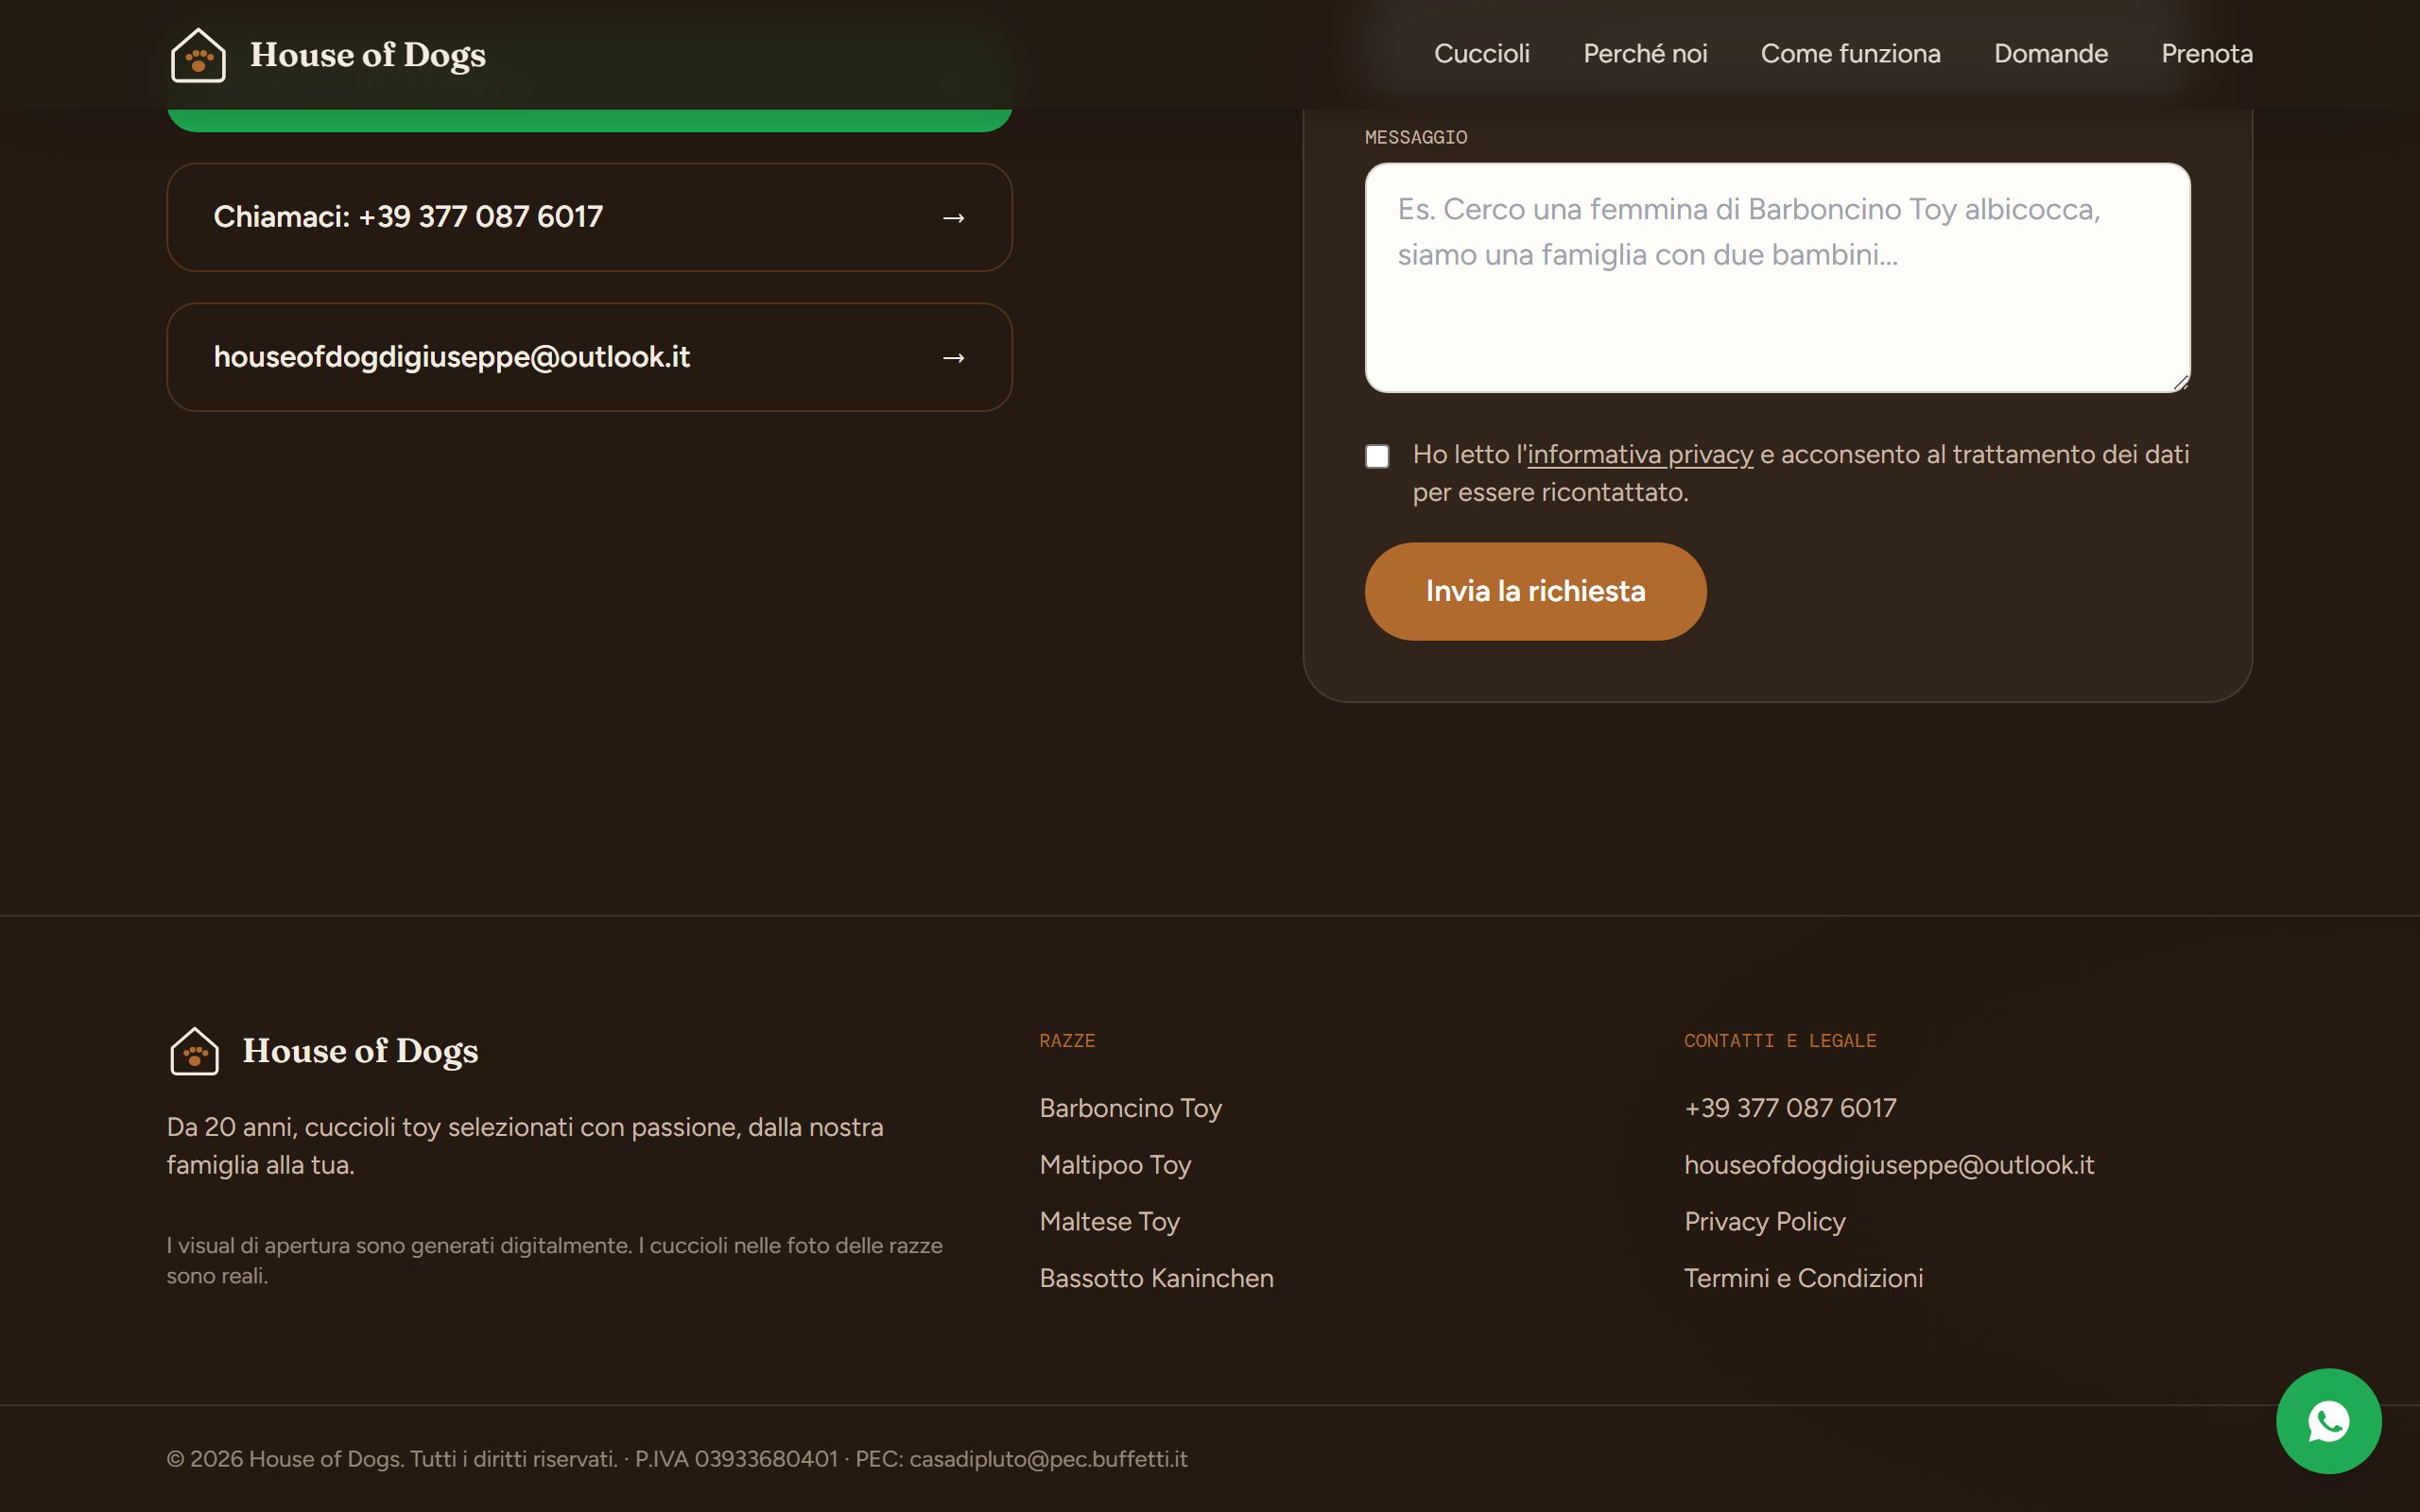 House of Dogs
Cuccioli
Perché noi
Come funziona
Domande
Prenota
Chiamaci: +39 377 087 6017 →
houseofdogdigiuseppe@outlook.it →
MESSAGGIO
Es. Cerco una femmina di Barboncino Toy albicocca,
siamo una famiglia con due bambini...
Ho letto l'informativa privacy e acconsento al trattamento dei dati
per essere ricontattato.
Invia la richiesta
House of Dogs
Da 20 anni, cuccioli toy selezionati con passione, dalla nostra
famiglia alla tua.
I visual di apertura sono generati digitalmente. I cuccioli nelle foto delle razze
sono reali.
RAZZE
Barboncino Toy
Maltipoo Toy
Maltese Toy
Bassotto Kaninchen
CONTATTI E LEGALE
+39 377 087 6017
houseofdogdigiuseppe@outlook.it
Privacy Policy
Termini e Condizioni
© 2026 House of Dogs. Tutti i diritti riservati. · P.IVA 03933680401 · PEC: casadipluto@pec.buffetti.it